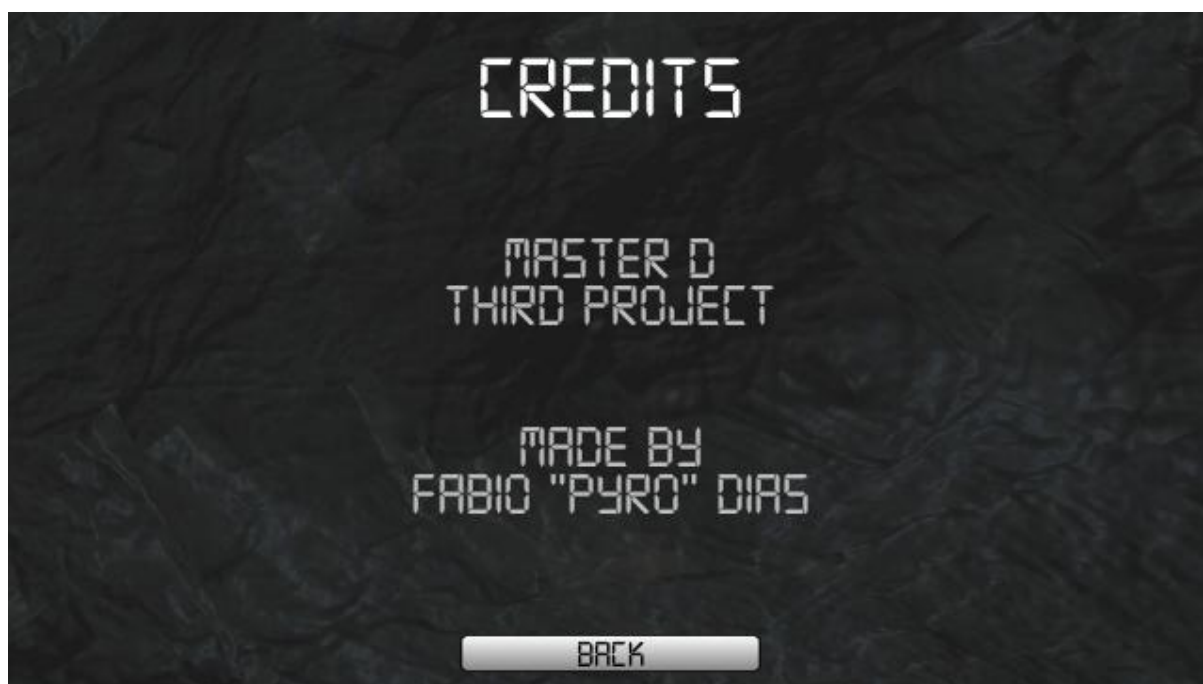 CREDITS
MASTER D
THIRD PROJECT
MADE BY
FABIO "PYRO" DIAS
BACK